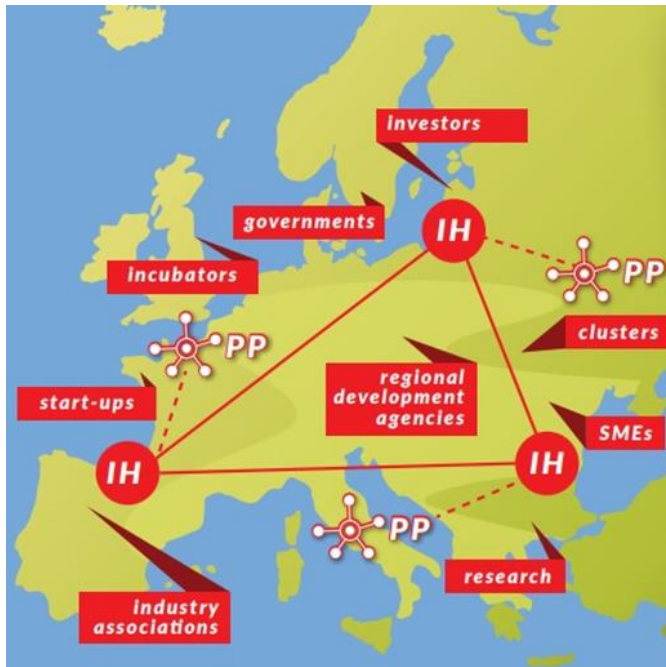 investors
governments
IH
incubators
PP
clusters
PP
regional
development
agencies
start-ups
SMEs
IH
IH
PP
research
industry
associations